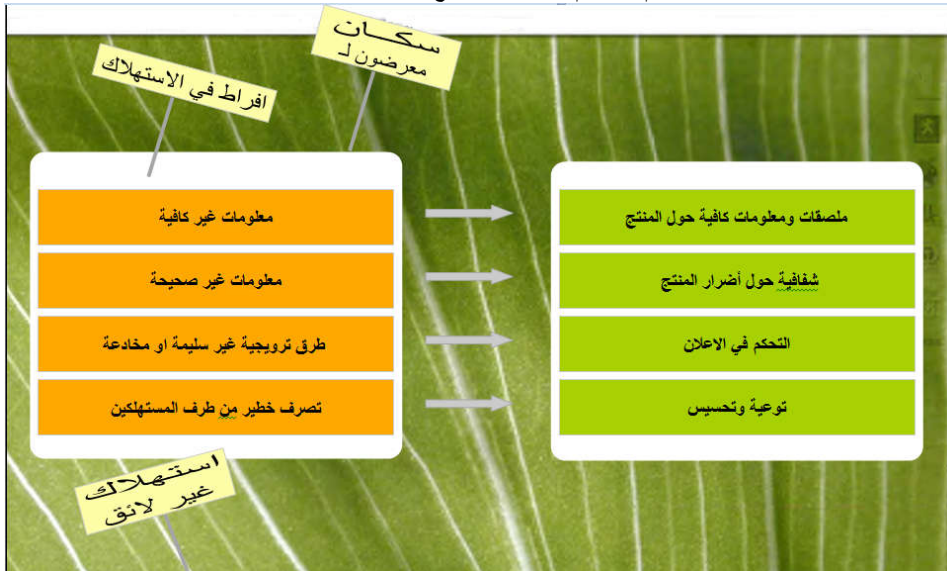 سكـــات
معرضون لـ
افراط في الاستهلاك
معلومات غير كافية
ملصقات ومعلومات كافية حول المنتج
معلومات غير صحيحة
شفافية حول أضرار المنتج
طرق ترويجية غير سليمة او مخادعة
التحكم في الاعلان
تصرف خطير من طرف المستهلكين
توعية وتحسيس
استهلاك
غير لائق